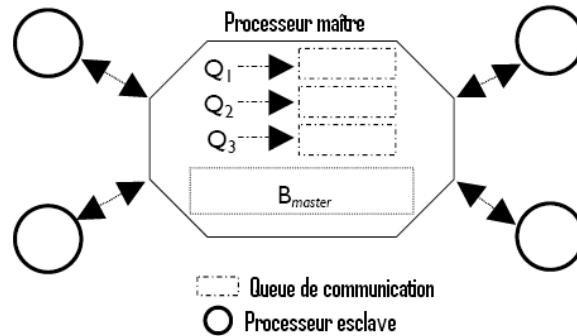 Processeur maître
Q1
Q2
Q3
Bmaster
Queue de communication
Processeur esclave